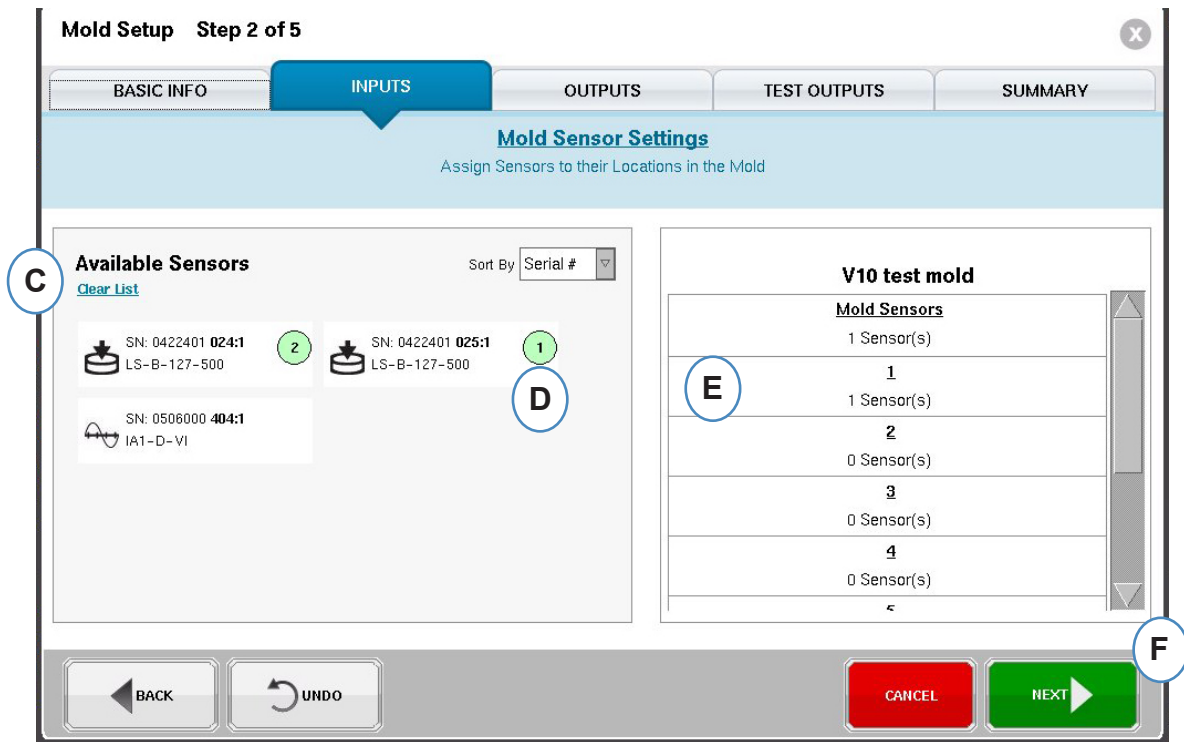 Mold Setup Step 2 of 5
X
BASIC INFO
INPUTS
OUTPUTS
TEST OUTPUTS
SUMMARY
Mold Sensor Settings
Assign Sensors to their Locations in the Mold
C
Available Sensors
Clear List
Sort By Serial #
SN: 0422401 024:1
LS-B-127-500
2
SN: 0422401 025:1
LS-B-127-500
1
D
SN: 0506000 404:1
IA1-D-VI
V10 test mold
Mold Sensors
1 Sensor(s)
E
1
1 Sensor(s)
2
0 Sensor(s)
3
0 Sensor(s)
4
0 Sensor(s)
F
BACK
UNDO
CANCEL
NEXT